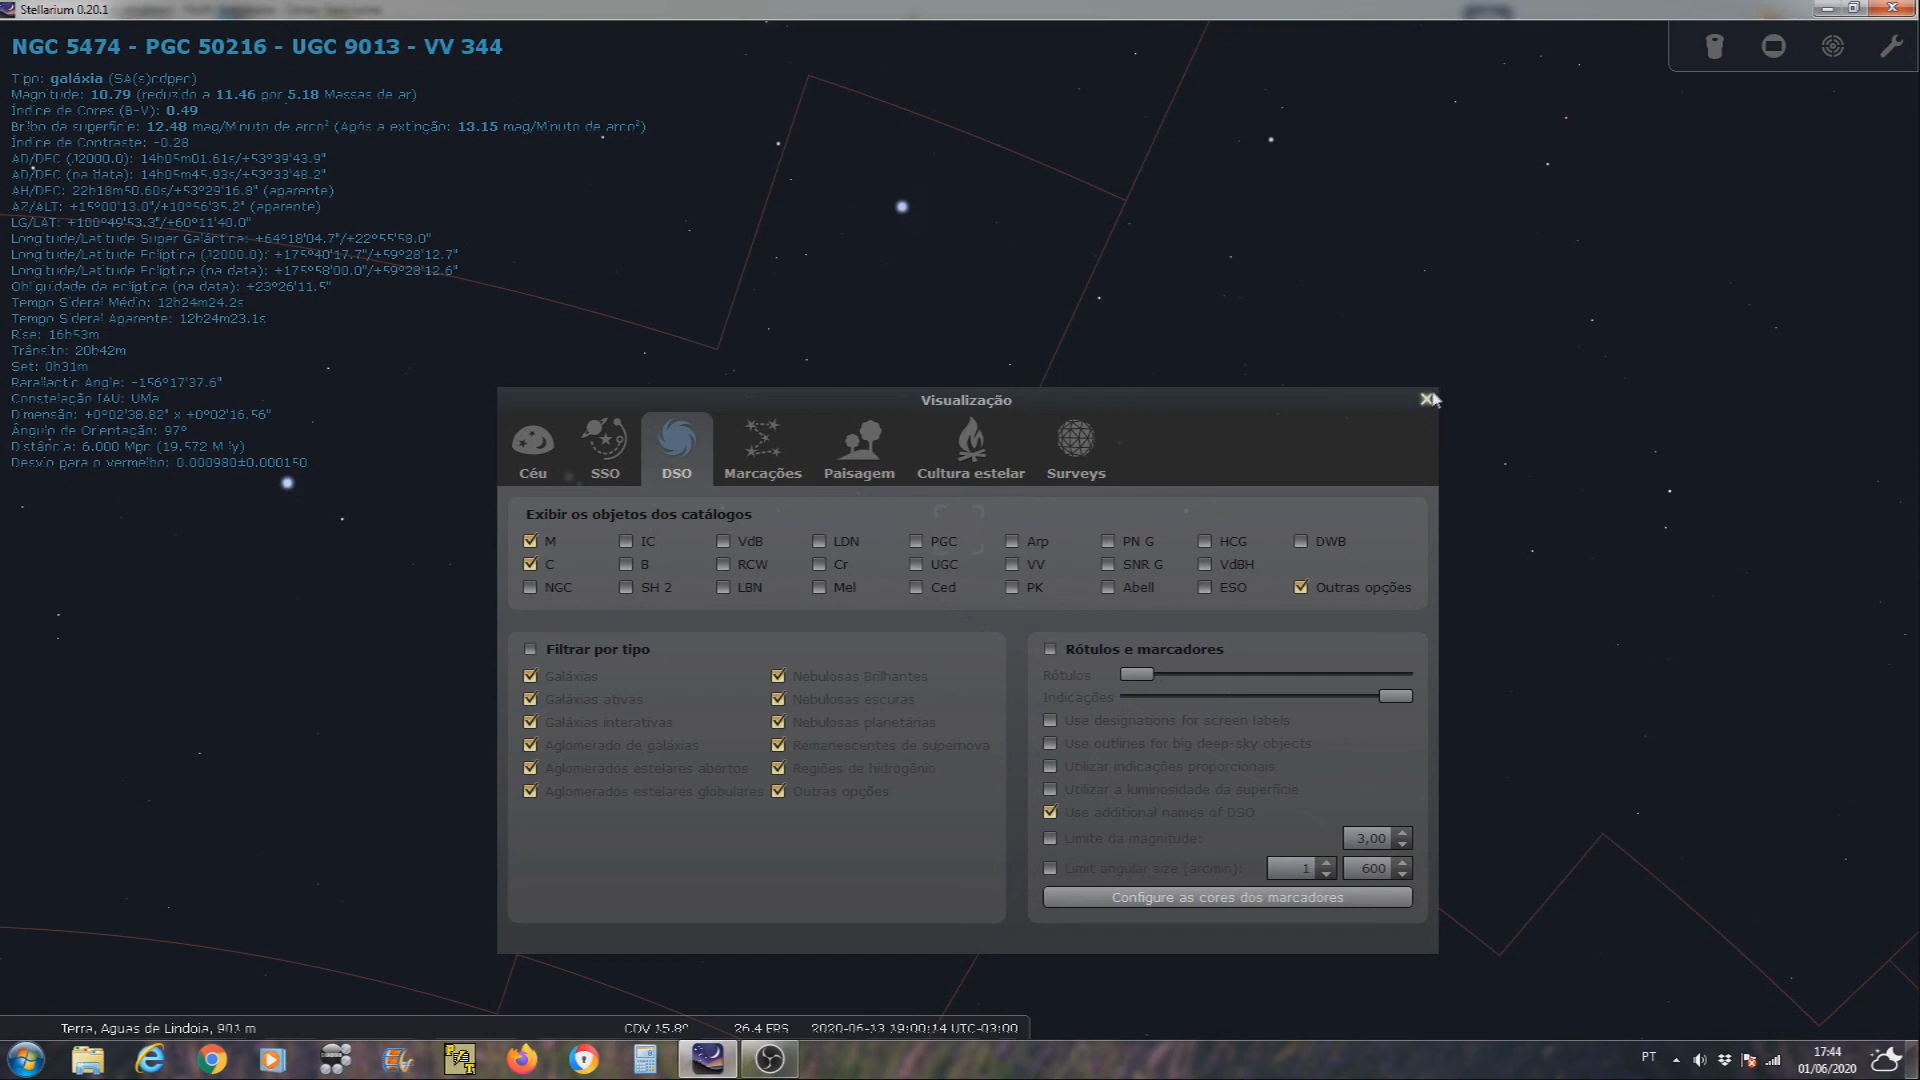 Stellarium 0.20.1
NGC 5474 - PGC 50216 - UGC 9013 - VV 344
Tipo: galáxia (SA(s)cdpec)
Magnitude: 10.79 (reduzido a 11.46 por 5.18 Massas de ar)
Índice de Cores (B-V): 0.49
Brilho da superfície: 12.48 mag/Minuto de arco² (Após a extinção: 13.15 mag/Minuto de arco²)
Índice de Contraste: -0.28
AD/DEC (J2000.0): 14h05m01.61s/+53°39'43.9"
AD/DEC (na data): 14h05m45.93s/+53°33'48.2"
AH/DEC: 22h18m50.60s/+53°29'16.8" (aparente)
AZ/ALT: +15°00'13.0"/+10°56'35.2" (aparente)
LG/LAT: +100°49'53.3"/+60°11'40.0"
Longitude/Latitude Super Galáctica: +64°18'04.7"/+22°55'58.0"
Longitude/Latitude Eclíptica (J2000.0): +175°40'17.7"/+59°28'12.7"
Longitude/Latitude Eclíptica (na data): +175°58'00.0"/+59°28'12.6"
Obliquidade da eclíptica (na data): +23°26'11.5"
Tempo Sideral Médio: 12h24m24.2s
Tempo Sideral Aparente: 12h24m23.1s
Rise: 16h53m
Trânsito: 20h42m
Set: 0h31m
Parallactic Angle: -156°17'37.6"
Constelação IAU: UMa
Dimensão: +0°02'38.82" x +0°02'16.56"
Ângulo de Orientação: 97°
Distância: 6.000 Mpc (19.572 M ly)
Desvio para o vermelho: 0.000980±0.000150
Visualização
Céu SSO DSO Marcações Paisagem Cultura estelar Surveys
Exibir os objetos dos catálogos
M IC VdB LDN PGC Arp PN G HCG DWB
C B RCW Cr UGC VV SNR G VdBH
NGC SH 2 LBN Mel Ced PK Abell ESO Outras opções
Filtrar por tipo
Galáxias Nebulosas Brilhantes
Galáxias ativas Nebulosas escuras
Galáxias interativas Nebulosas planetárias
Aglomerado de galáxias Remanescentes de supernova
Aglomerados estelares abertos Regiões de hidrogênio
Aglomerados estelares globulares Outras opções
Rótulos e marcadores
Rótulos
Indicações
Use designations for screen labels
Use outlines for big deep-sky objects
Utilizar indicações proporcionais
Utilizar a luminosidade da superfície
Use additional names of DSO
Limite da magnitude: 3,00
Limit angular size (arcmin): 1 600
Configure as cores dos marcadores
Terra, Aguas de Lindoia, 901 m CDV 15.8° 26.4 FPS 2020-06-13 19:00:14 UTC-03:00
PT 17:44
01/06/2020